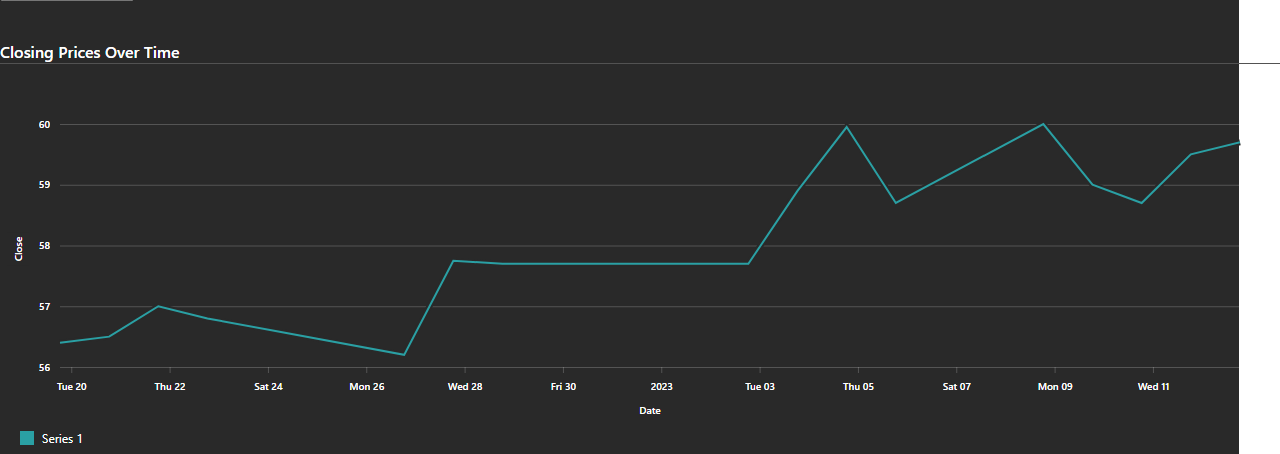 Closing Prices Over Time
60
59
58
57
56
Close
Tue 20 Thu 22 Sat 24 Mon 26 Wed 28 Fri 30 2023 Tue 03 Thu 05 Sat 07 Mon 09 Wed 11
Date
Series 1